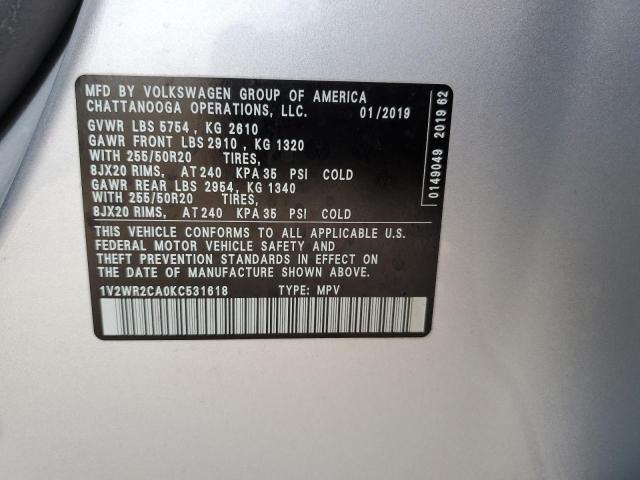 MFD BY VOLKSWAGEN GROUP OF AMERICA
CHATTANOOGA OPERATIONS, LLC. 01/2019
GVWR LBS 5754 , KG 2610
GAWR FRONT LBS 2910 , KG 1320
WITH 255/50R20 TIRES,
8JX20 RIMS, AT 240 KPA 35 PSI COLD
GAWR REAR LBS 2954, KG 1340
WITH 255/50R20 TIRES,
8JX20 RIMS, AT 240 KPA 35 PSI COLD
THIS VEHICLE CONFORMS TO ALL APPLICABLE U.S.
FEDERAL MOTOR VEHICLE SAFETY AND
THEFT PREVENTION STANDARDS IN EFFECT ON
THE DATE OF MANUFACTURE SHOWN ABOVE.
1V2WR2CA0KC531618 TYPE: MPV
0149049 2019 62